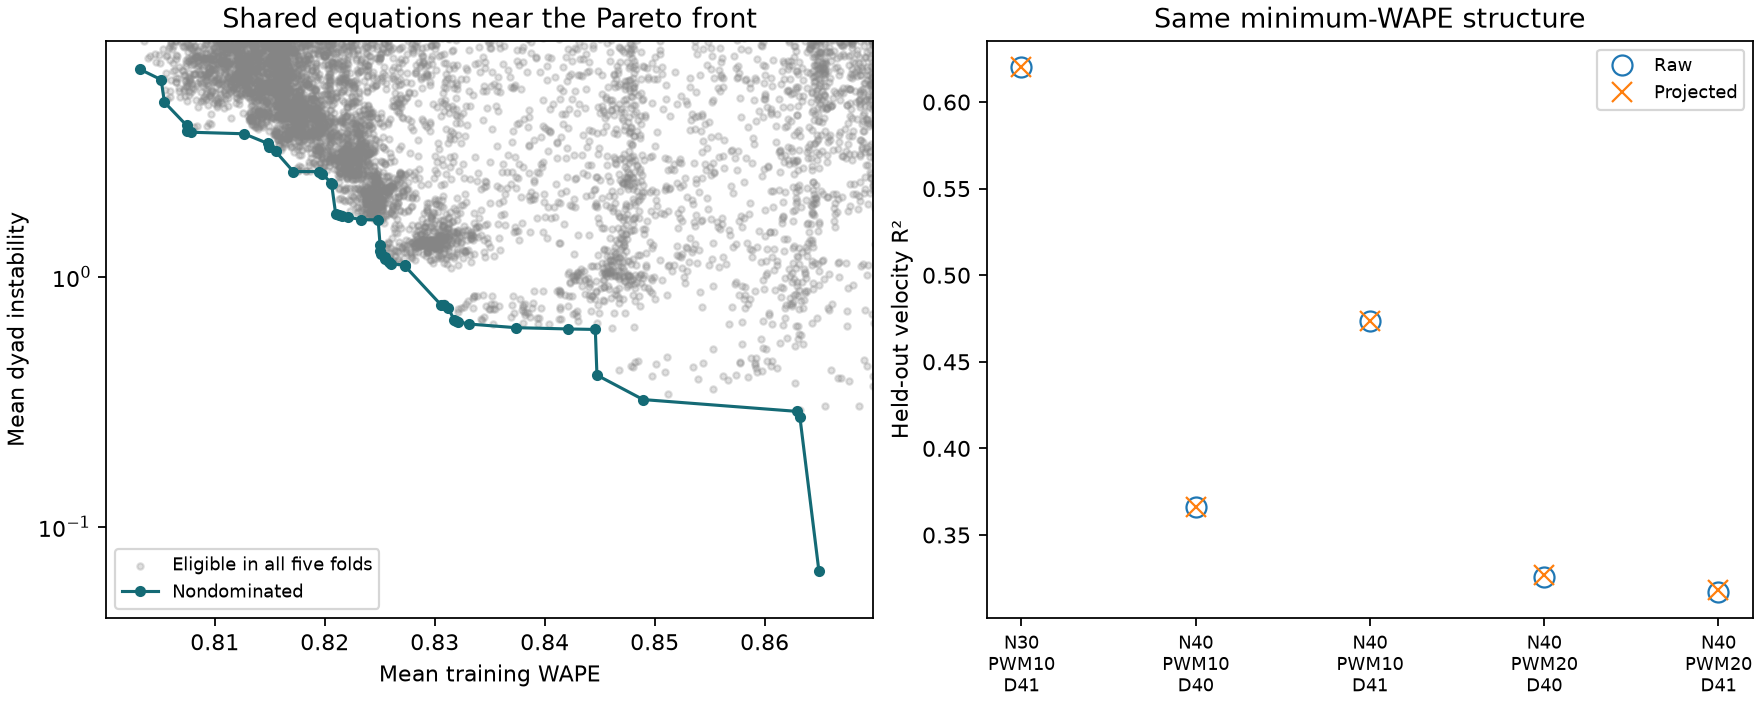 Shared equations near the Pareto front
Mean dyad instability
10⁰
10⁻¹
Eligible in all five folds
Nondominated
0.81 0.82 0.83 0.84 0.85 0.86
Mean training WAPE
Same minimum-WAPE structure
Held-out velocity R²
0.60
0.55
0.50
0.45
0.40
0.35
Raw
Projected
N30 N40 N40 N40 N40
PWM10 PWM10 PWM10 PWM20 PWM20
D41 D40 D41 D40 D41